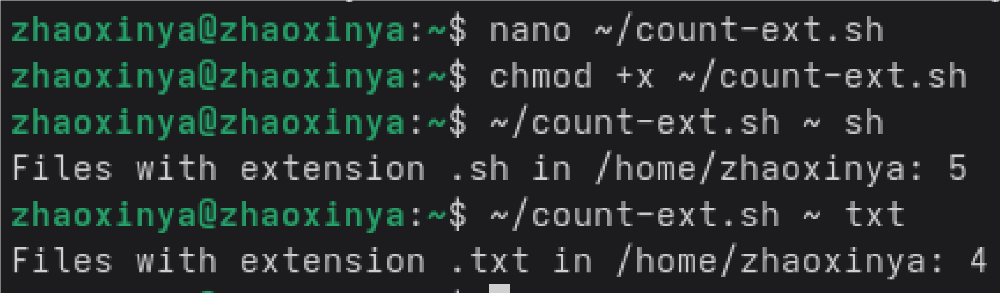 zhaoxinya@zhaoxinya:~$ nano ~/count-ext.sh
zhaoxinya@zhaoxinya:~$ chmod +x ~/count-ext.sh
zhaoxinya@zhaoxinya:~$ ~/count-ext.sh ~ sh
Files with extension .sh in /home/zhaoxinya: 5
zhaoxinya@zhaoxinya:~$ ~/count-ext.sh ~ txt
Files with extension .txt in /home/zhaoxinya: 4